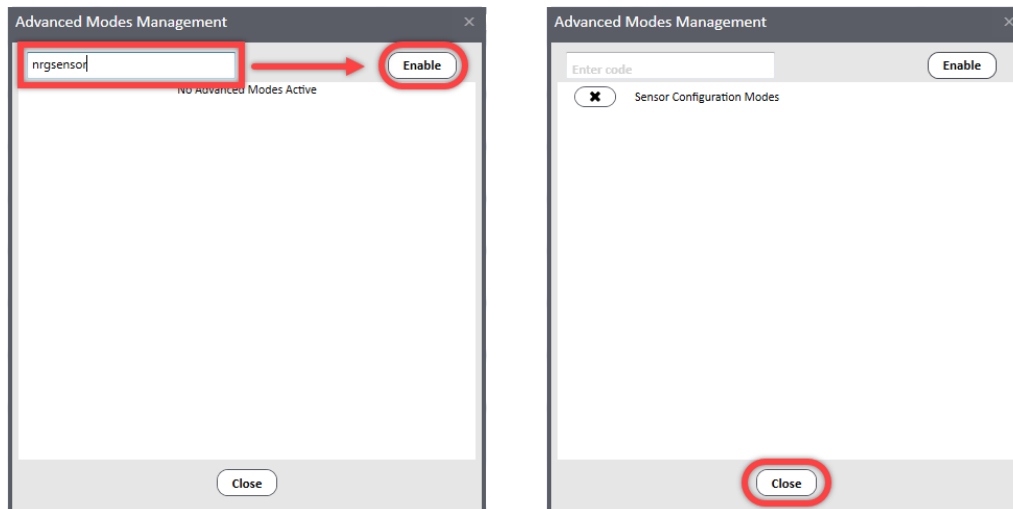 Advanced Modes Management
nrgsensor
Enable
No Advanced Modes Active
Close
Advanced Modes Management
Enter code
Enable
Sensor Configuration Modes
Close